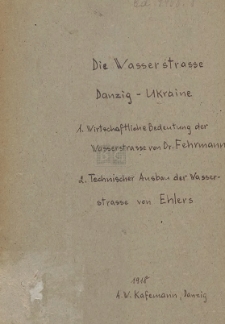 Die Wasserstrasse
Danzig - Ukraine
1. Wirtschaftliche Bedeutung der
Wasserstrasse von Dr. Fehrmann
2. Technischer Ausbau der Wasser-
strasse von Ehlers
1918
A. W. Kafemann, Danzig